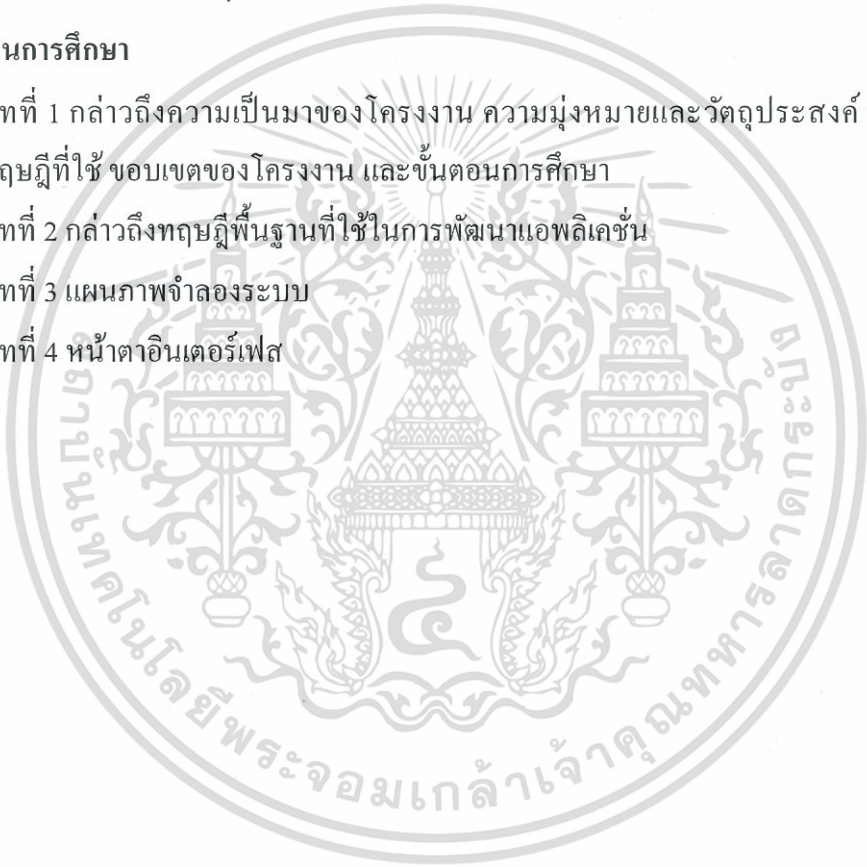 นการศึกษา
ทที่ 1 กล่าวถึงความเป็นมาของโครงงาน ความมุ่งหมายและวัตถุประสงค์
ฤษฎีที่ใช้ ขอบเขตของโครงงาน และขั้นตอนการศึกษา
ทที่ 2 กล่าวถึงทฤษฎีพื้นฐานที่ใช้ในการพัฒนาแอพลิเคชั่น
ทที่ 3 แผนภาพจำลองระบบ
ทที่ 4 หน้าตาอินเตอร์เฟส
สถาบันเทคโนโลยีพระจอมเกล้าเจ้าคุณทหารลาดกระบัง